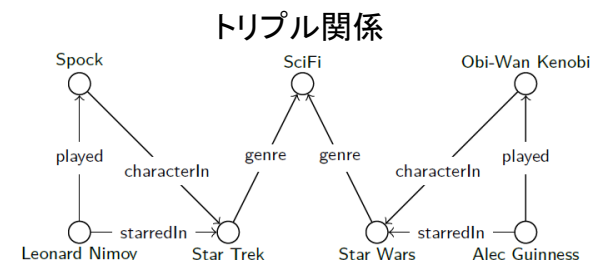 トリプル関係
Spock
SciFi
Obi-Wan Kenobi
played
characterIn
genre
genre
characterIn
played
starredIn
starredIn
Leonard Nimoy
Star Trek
Star Wars
Alec Guinness